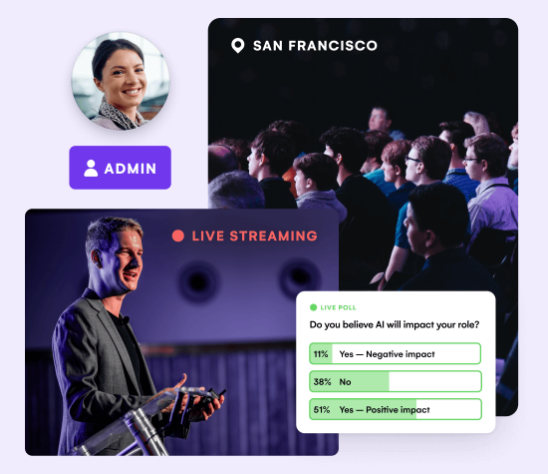 SAN FRANCISCO
ADMIN
LIVE STREAMING
LIVE POLL
Do you believe AI will impact your role?
11% Yes — Negative impact
38% No
51% Yes — Positive impact